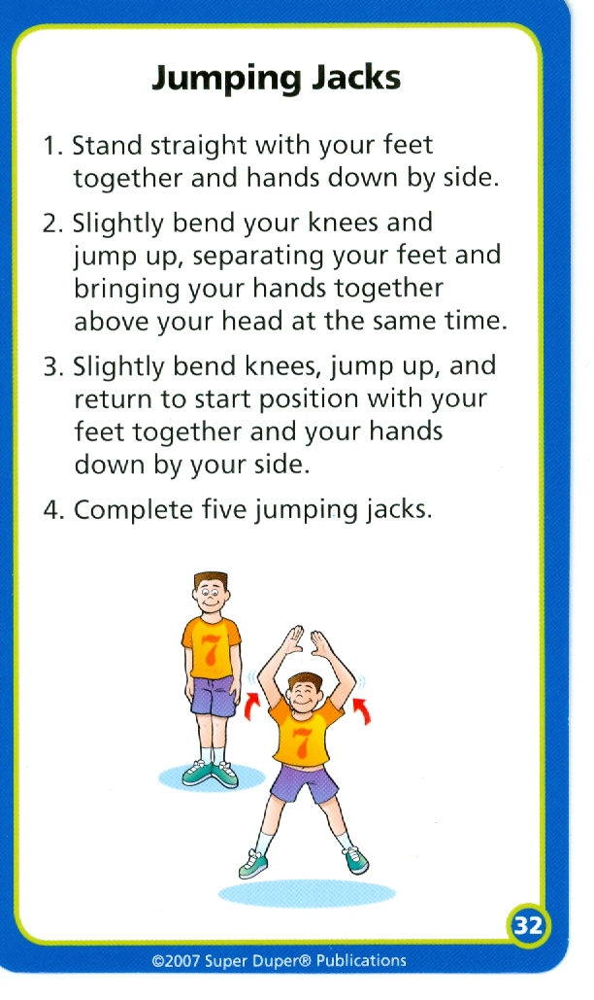 Jumping Jacks
1. Stand straight with your feet
together and hands down by side.
2. Slightly bend your knees and
jump up, separating your feet and
bringing your hands together
above your head at the same time.
3. Slightly bend knees, jump up, and
return to start position with your
feet together and your hands
down by your side.
4. Complete five jumping jacks.
7
7
32
©2007 Super Duper® Publications